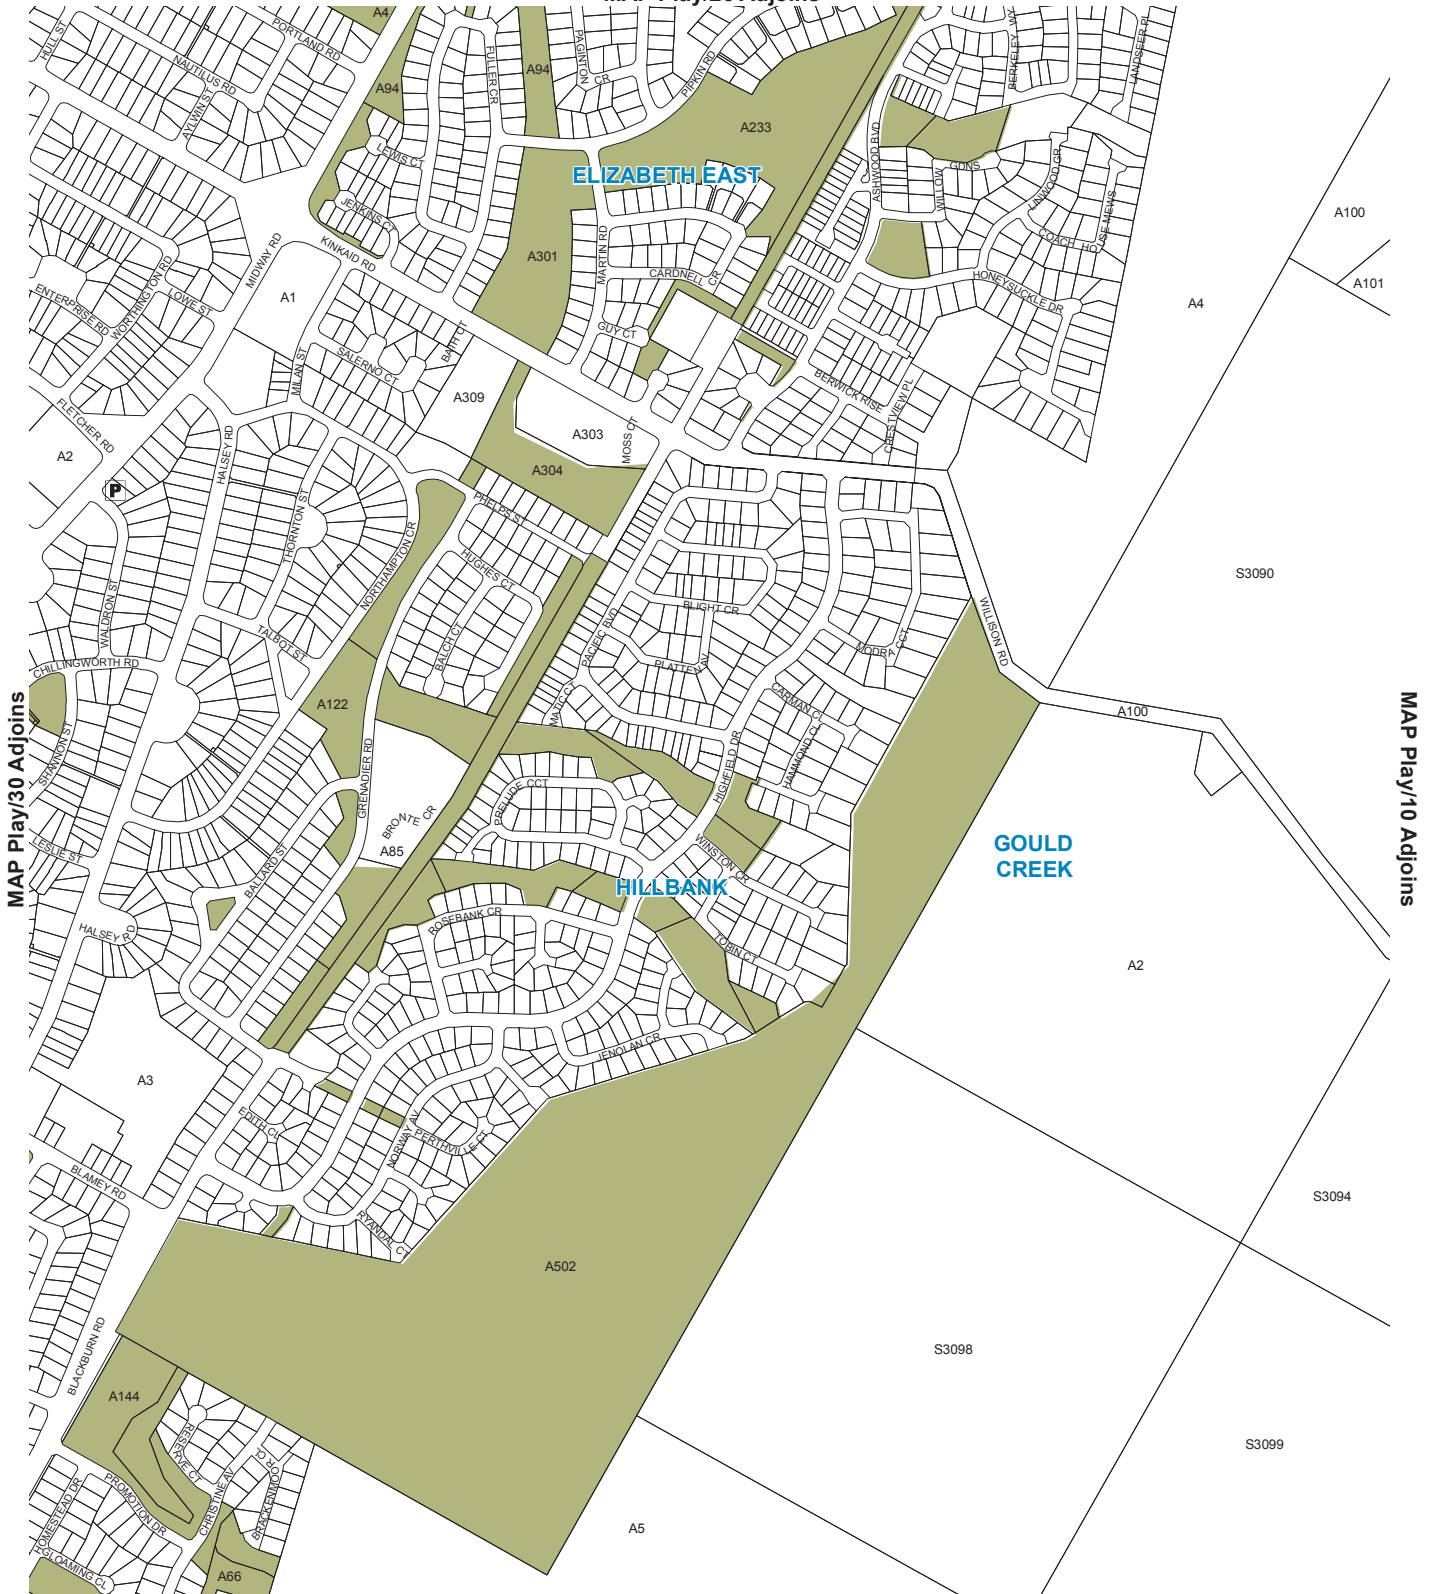 A4
HULL ST
PORTLAND RD
NAUTILUS RD
AYLWIN ST
A94
FULLER CR
A94
PAGINTON CR
PIPKIN RD
A233
BERKELEY WY
LANDSEER PL
ASHWOOD BVD
LEWIS CT
ELIZABETH EAST
WILLOW
GDNS
LINWOOD GR
COACH HOUSE MEWS
A100
A101
JENKINS CT
KINKAID RD
MIDWAY RD
A301
MARTIN RD
CARDNELL CR
HONEYSUCKLE DR
A4
ENTERPRISE RD
WORTHINGTON RD
LOWE ST
A1
MILAN ST
SALERNO CT
BATH CT
GUY CT
BERWICK RISE
CRESTVIEW PL
A309
A303
MOSS CT
A304
FLETCHER RD
A2
P
HALSEY RD
THORNTON ST
PHELPS ST
NORTHAMPTON CR
HUGHES CT
BALCH CT
S3090
WALDRON ST
TALBOT ST
PACIFIC BVD
BLIGHT CR
PLATTEN AV
MODRA CCT
WILLISON RD
CHILLINGWORTH RD
SHANNON ST
A122
MATIC CT
CARMAN CL
HAMMOND CL
HIGHFIELD DR
A100
MAP Play/30 Adjoins
MAP Play/10 Adjoins
GRENADIER RD
BRONTE CR
A85
PRELUDE CCT
WINSTON CR
GOULD
CREEK
HILLBANK
LESLIE ST
BALLARD ST
HALSEY RD
ROSEBANK CR
TOBIN CT
A2
JENOLAN CR
A3
EDITH CL
NORWAY AV
PERTHVILLE CT
RYANDAL CT
BLAMEY RD
A502
S3094
S3098
BLACKBURN RD
A144
RESERVE CT
CHRISTINE AV
BRACKENMOOR CL
S3099
HOMESTEAD DR
PROMOTION DR
GLOAMING CL
A5
A66